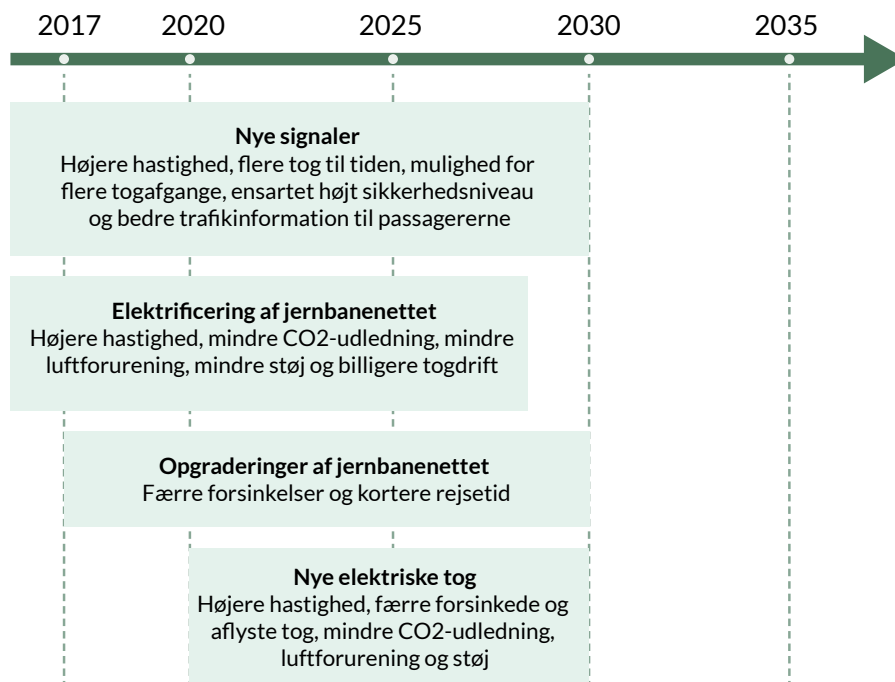 2017 2020 2025 2030 2035
Nye signaler
Højere hastighed, flere tog til tiden, mulighed for
flere togafgange, ensartet højt sikkerhedsniveau
og bedre trafikinformation til passagererne
Elektrificering af jernbanenettet
Højere hastighed, mindre CO2-udledning, mindre
luftforurening, mindre støj og billigere togdrift
Opgraderinger af jernbanenettet
Færre forsinkelser og kortere rejsetid
Nye elektriske tog
Højere hastighed, færre forsinkede og
aflyste tog, mindre CO2-udledning,
luftforurening og støj